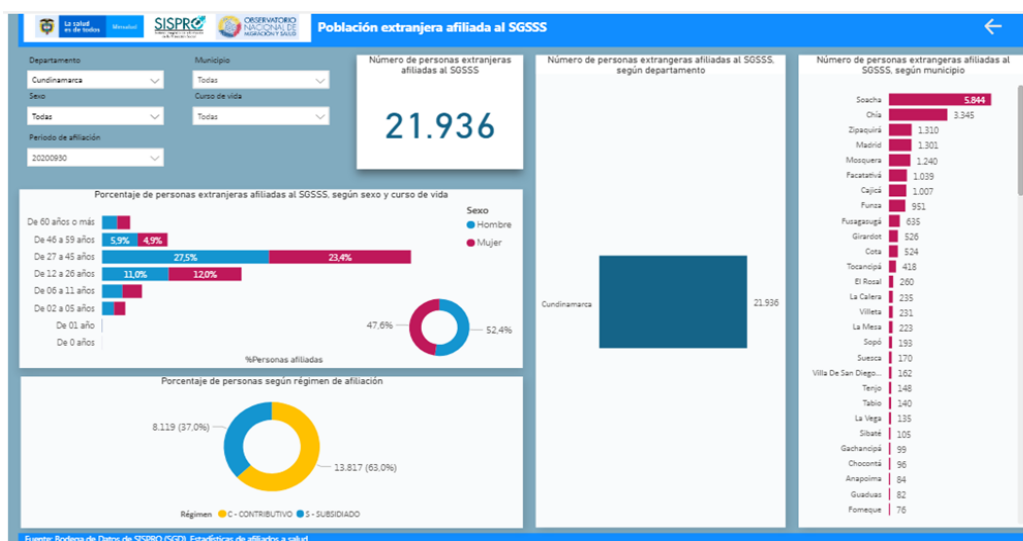 La salud
es de todos
Minsalud
SISPRO
OBSERVATORIO
NACIONAL DE
MIGRACIÓN Y SALUD
Población extranjera afiliada al SGSSS
Departamento
Municipio
Cundinamarca
Todas
Sexo
Curso de vida
Todas
Todas
Periodo de afiliación
20200930
Número de personas extranjeras
afiliadas al SGSSS
21.936
Porcentaje de personas extranjeras afiliadas al SGSSS, según sexo y curso de vida
Sexo
Hombre
Mujer
De 60 años o más
De 46 a 59 años 5,9% 4,9%
De 27 a 45 años 27,5% 23,4%
De 12 a 26 años 11,0% 12,0%
De 06 a 11 años
De 02 a 05 años
De 01 año
De 0 años
47,6%
52,4%
%Personas afiliadas
Porcentaje de personas según régimen de afiliación
8.119 (37,0%)
13.817 (63,0%)
Régimen C - CONTRIBUTIVO S - SUBSIDIADO
Número de personas extrangeras afiliadas al SGSSS,
según departamento
Cundinamarca 21.936
Número de personas extrangeras afiliadas al
SGSSS, según municipio
Soacha 5.844
Chía 3.345
Zipaquirá 1.310
Madrid 1.301
Mosquera 1.240
Facatativá 1.039
Cajicá 1.007
Funza 951
Fusagasugá 635
Girardot 526
Cota 524
Tocancipá 418
El Rosal 260
La Calera 235
Villeta 231
La Mesa 223
Sopó 193
Suesca 170
Villa De San Diego... 162
Tenjo 148
Tabio 140
La Vega 135
Sibaté 105
Gachancipá 99
Chocontá 96
Anapoima 84
Guaduas 82
Fomeque 76
Fuente: Bodega de Datos de SISPRO (SGD), Estadísticas de afiliados a salud